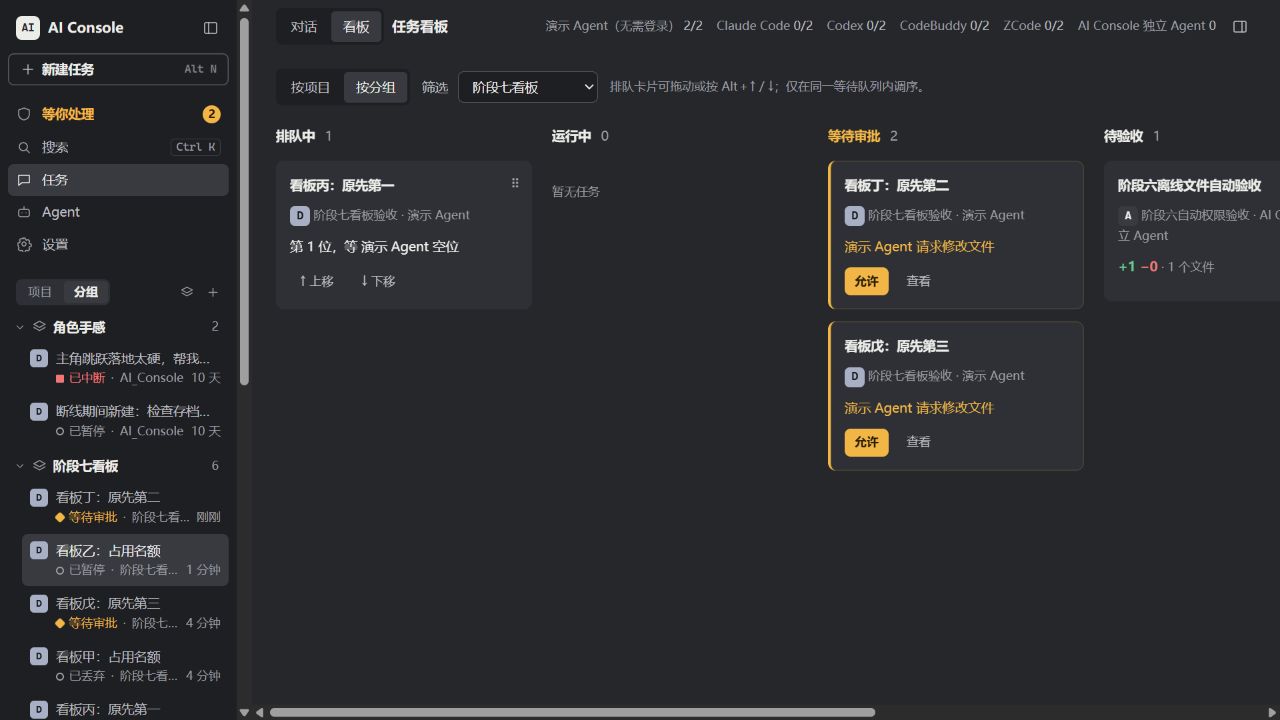 AI AI Console
新建任务 Alt N
等你处理 2
搜索 Ctrl K
任务
Agent
设置
项目 分组
角色手感 2
D 主角跳跃落地太硬，帮我...
已中断 · AI_Console 10 天
D 断线期间新建：检查存档...
已暂停 · AI_Console 10 天
阶段七看板 6
D 看板丁：原先第二
等待审批 · 阶段七看... 刚刚
D 看板乙：占用名额
已暂停 · 阶段七看... 1 分钟
D 看板戊：原先第三
等待审批 · 阶段七... 4 分钟
D 看板甲：占用名额
已丢弃 · 阶段七看... 4 分钟
D 看板丙：原先第一
对话 看板 任务看板 演示 Agent（无需登录） 2/2 Claude Code 0/2 Codex 0/2 CodeBuddy 0/2 ZCode 0/2 AI Console 独立 Agent 0
按项目 按分组 筛选 阶段七看板 排队卡片可拖动或按 Alt +↑ / ↓；仅在同一等待队列内调序。
排队中 1
看板丙：原先第一
D 阶段七看板验收 · 演示 Agent
第 1 位，等 演示 Agent 空位
↑上移 ↓下移
运行中 0
暂无任务
等待审批 2
看板丁：原先第二
D 阶段七看板验收 · 演示 Agent
演示 Agent 请求修改文件
允许 查看
看板戊：原先第三
D 阶段七看板验收 · 演示 Agent
演示 Agent 请求修改文件
允许 查看
待验收 1
阶段六离线文件自动验收
A 阶段六自动权限验收 · AI
立 Agent
+1 −0 · 1 个文件